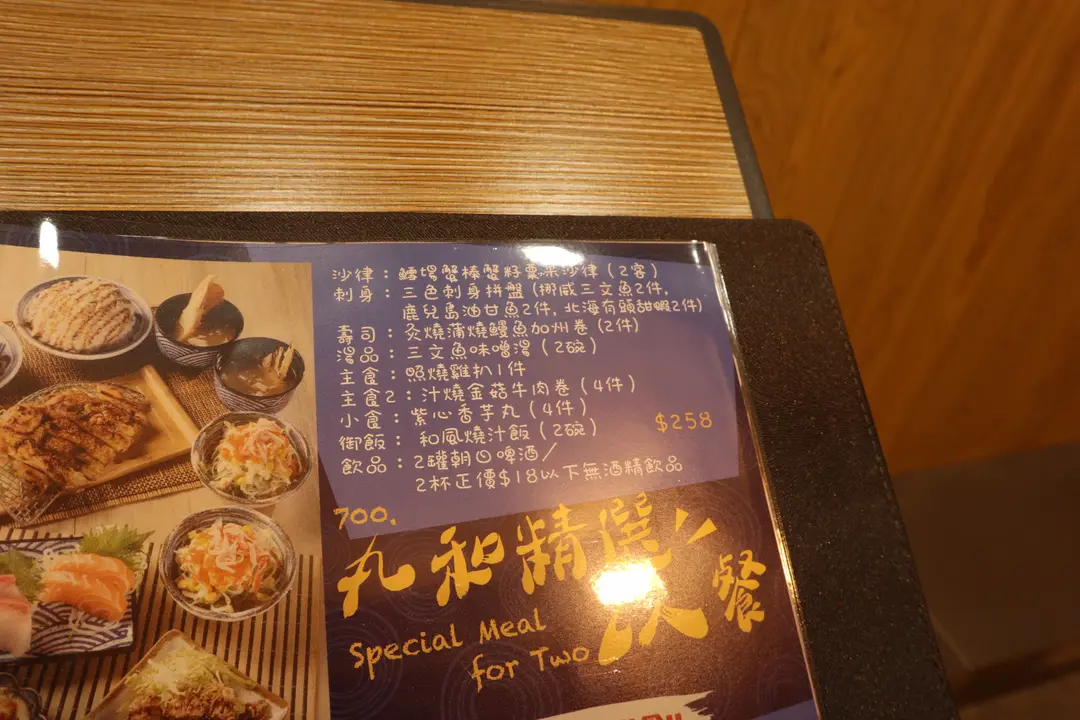 沙律：鱈場蟹棒蟹籽粟米沙律（2客）
刺身：三色刺身拼盤（挪威三文魚2件,
鹿兒島油甘魚2件, 北海有頭甜蝦2件）
壽司：炙燒蒲燒鰻魚加州卷（2件）
湯品：三文魚味噌湯（2碗）
主食：照燒雞扒1件
主食2：汁燒金菇牛肉卷（4件）
小食：紫心香芋丸（4件）
御飯：和風燒汁飯（2碗）
$258
飲品：2罐朝日啤酒／
2杯正價$18以下無酒精飲品
700.
丸和精選 人餐
Special Meal
for Two